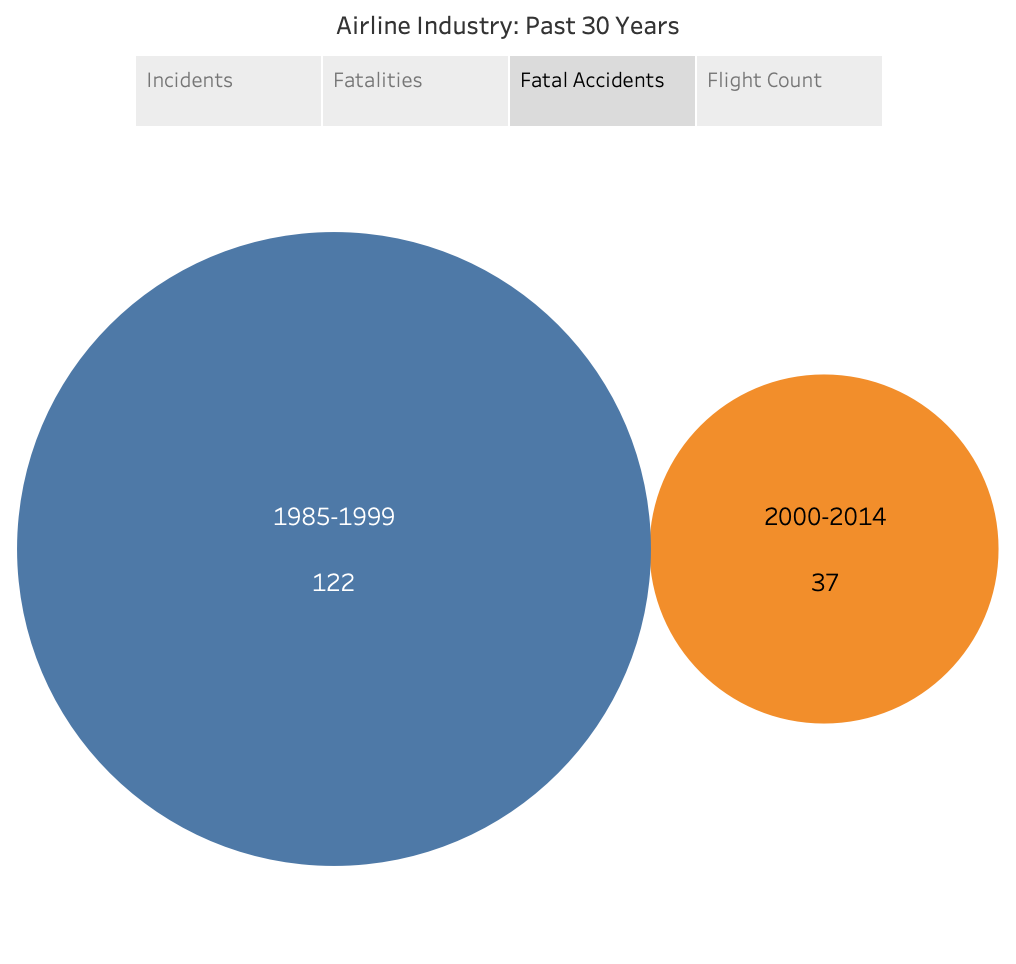 Airline Industry: Past 30 Years
Incidents Fatalities Fatal Accidents Flight Count
1985-1999 2000-2014
122 37